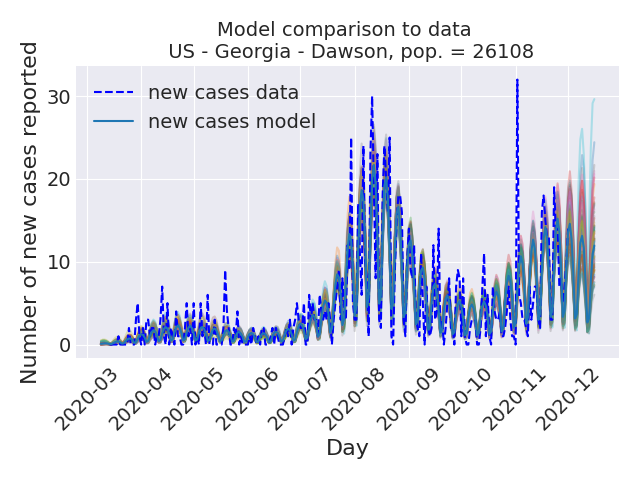 Model comparison to data
US - Georgia - Dawson, pop. = 26108
Number of new cases reported
30
20
10
0
new cases data
new cases model
2020-03
2020-04
2020-05
2020-06
2020-07
2020-08
2020-09
2020-10
2020-11
2020-12
Day